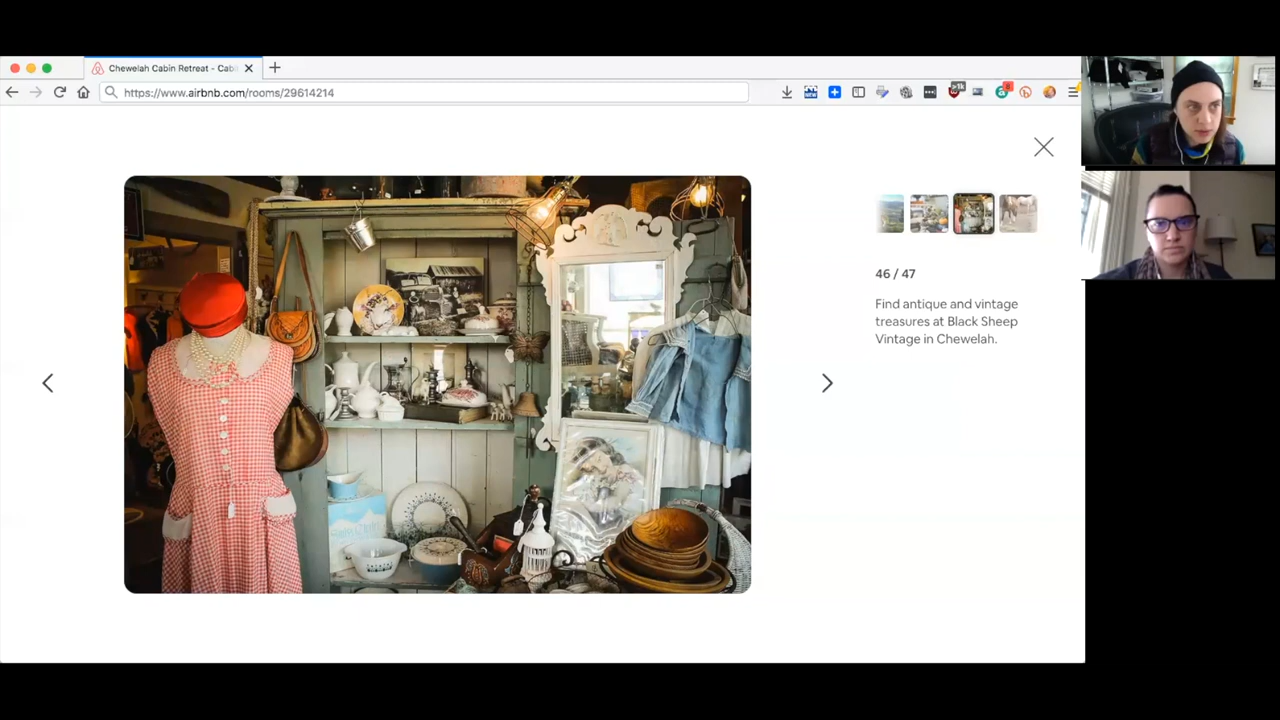 Chewelah Cabin Retreat - Cab
https://www.airbnb.com/rooms/29614214
46 / 47
Find antique and vintage
treasures at Black Sheep
Vintage in Chewelah.